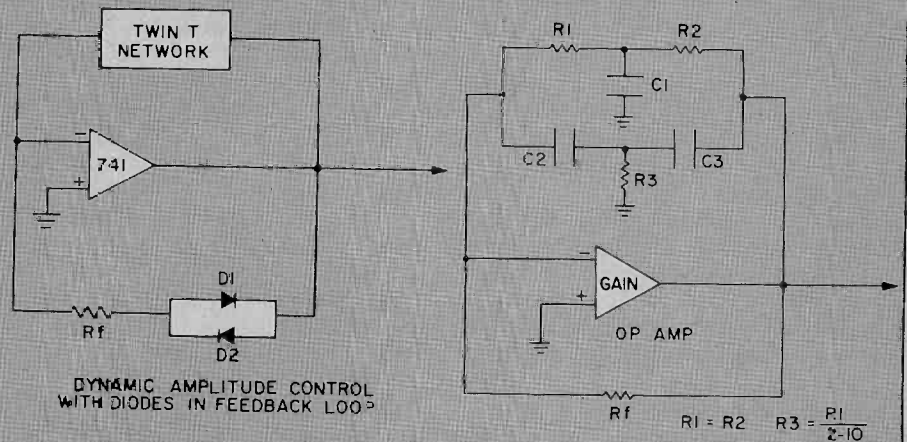 TWIN T
NETWORK
741
−
+
D1
D2
Rf
DYNAMIC AMPLITUDE CONTROL
WITH DIODES IN FEEDBACK LOOP
R1
R2
C1
C2
C3
R3
−
+
GAIN
OP AMP
Rf
R1 = R2 R3 = R1
2-10